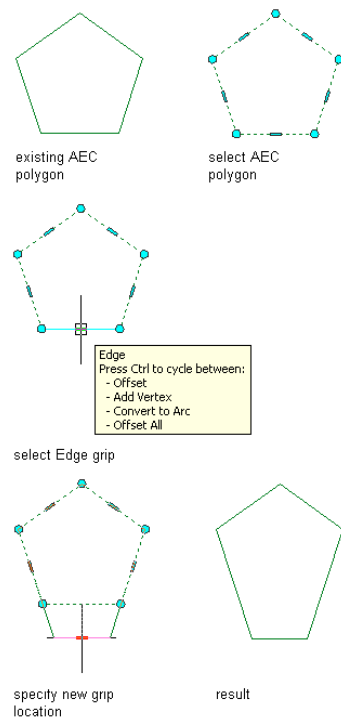 existing AEC
polygon
select AEC
polygon
Edge
Press Ctrl to cycle between:
- Offset
- Add Vertex
- Convert to Arc
- Offset All
select Edge grip
specify new grip
location
result